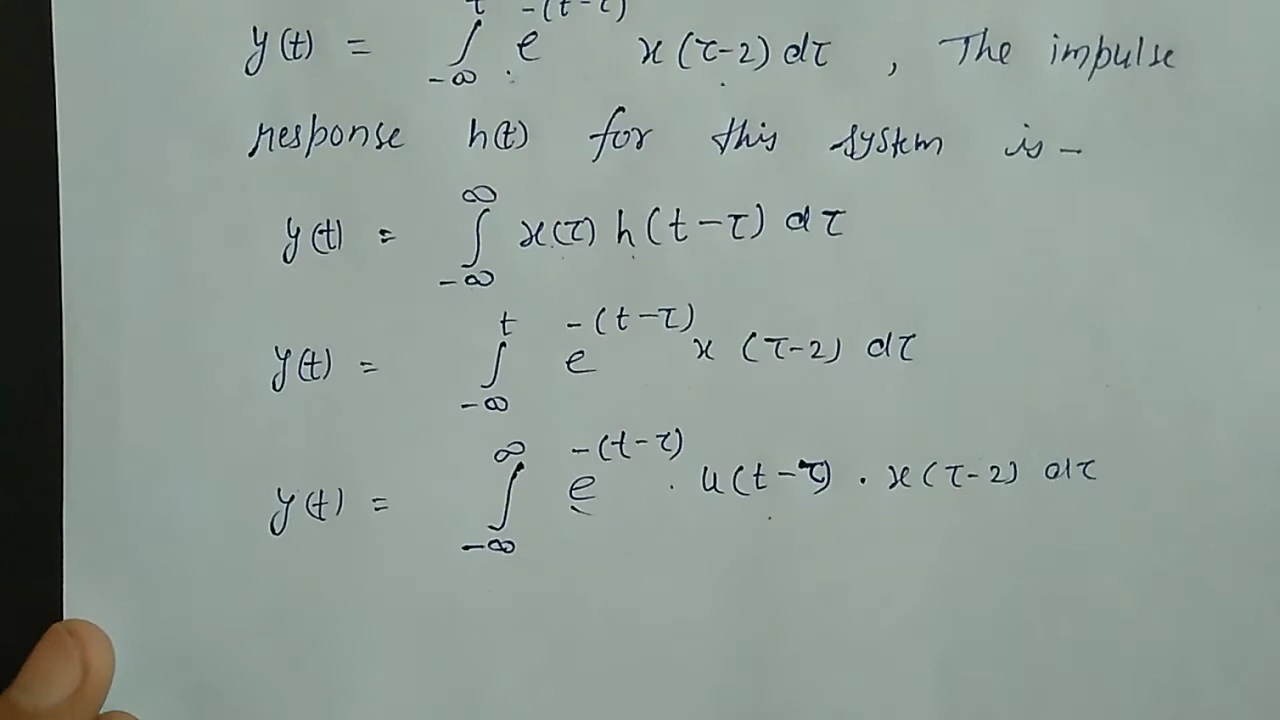 y(t) = ∫_{-∞}^{t} e^{-(t-τ)} x(τ-2) dτ , The impulse
response h(t) for this system is -
y(t) = ∫_{-∞}^{∞} x(τ) h(t-τ) dτ
y(t) = ∫_{-∞}^{t} e^{-(t-τ)} x (τ-2) dτ
y(t) = ∫_{-∞}^{∞} e^{-(t-τ)} . u(t-τ) . x(τ-2) dτ